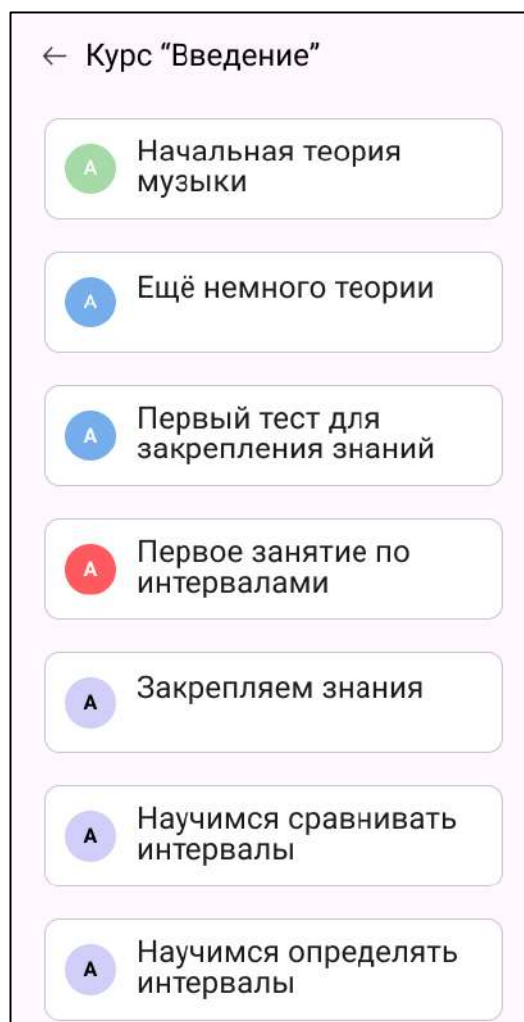 ← Курс “Введение”
А Начальная теория
музыки
А Ещё немного теории
А Первый тест для
закрепления знаний
А Первое занятие по
интервалами
А Закрепляем знания
А Научимся сравнивать
интервалы
А Научимся определять
интервалы